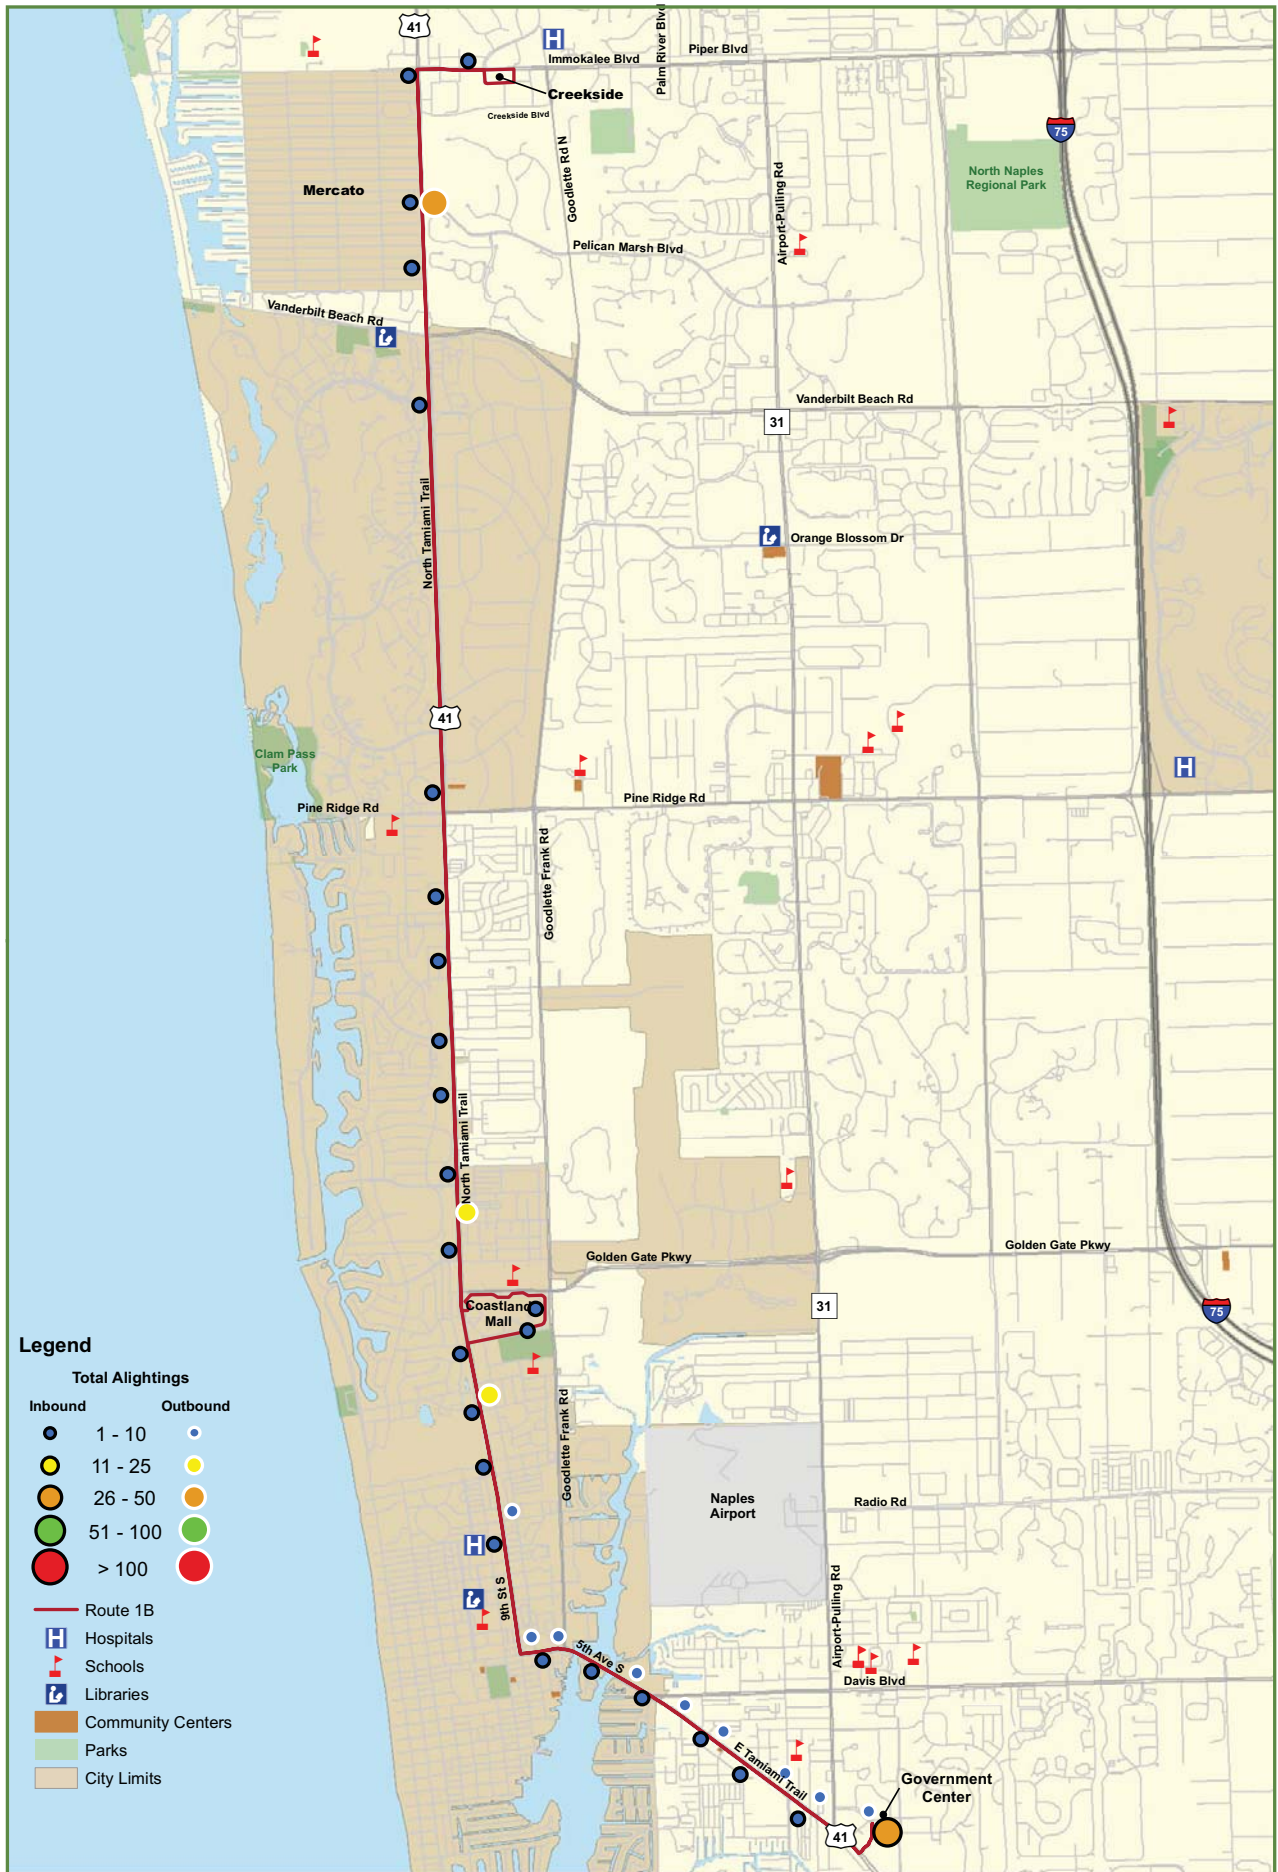 41
H
Immokalee Blvd
Palm River Blvd
Piper Blvd
Creekside
Creekside Blvd
75
Mercato
Goodlette Rd N
Airport-Pulling Rd
North Naples
Regional Park
Pelican Marsh Blvd
Vanderbilt Beach Rd
Vanderbilt Beach Rd
31
North Tamiami Trail
Orange Blossom Dr
41
Clam Pass
Park
H
Pine Ridge Rd
Pine Ridge Rd
Goodlette Frank Rd
North Tamiami Trail
Golden Gate Pkwy
Golden Gate Pkwy
Coastland
Mall
31
75
Goodlette Frank Rd
Naples
Airport
Radio Rd
H
9th St S
Airport-Pulling Rd
5th Ave S
Davis Blvd
E Tamiami Trail
Government
Center
41
Legend
Total Alightings
Inbound Outbound
1 - 10
11 - 25
26 - 50
51 - 100
> 100
Route 1B
H Hospitals
Schools
Libraries
Community Centers
Parks
City Limits